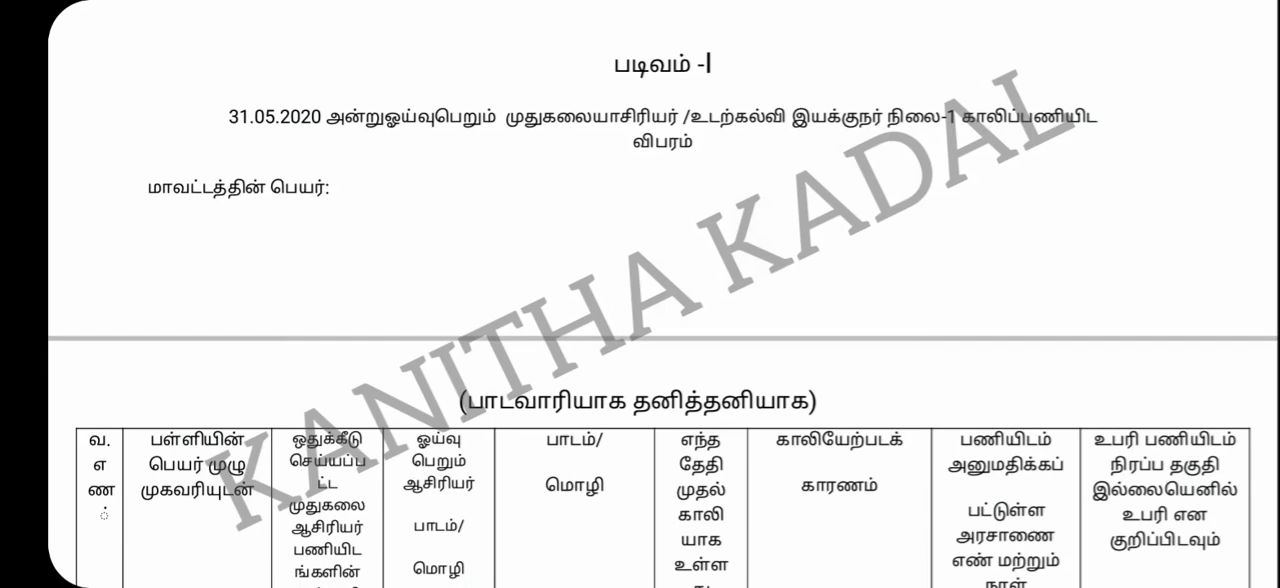 படிவம் -I
31.05.2020 அன்றுஓய்வுபெறும் முதுகலையாசிரியர் /உடற்கல்வி இயக்குநர் நிலை-1 காலிப்பணியிட
விபரம்
மாவட்டத்தின் பெயர்:
KANITHA KADAL
(பாடவாரியாக தனித்தனியாக)
வ.
எ
ண
்
பள்ளியின்
பெயர் முழு
முகவரியுடன்
ஒதுக்கீடு
செய்யப்ப
ட்ட
முதுகலை
ஆசிரியர்
பணியிட
ங்களின்
ஓய்வு
பெறும்
ஆசிரியர்
பாடம்/
மொழி
பாடம்/
மொழி
எந்த
தேதி
முதல்
காலி
யாக
உள்ள
காலியேற்படக்
காரணம்
பணியிடம்
அனுமதிக்கப்
பட்டுள்ள
அரசாணை
எண் மற்றும்
நாள்
உபரி பணியிடம்
நிரப்ப தகுதி
இல்லையெனில்
உபரி என
குறிப்பிடவும்